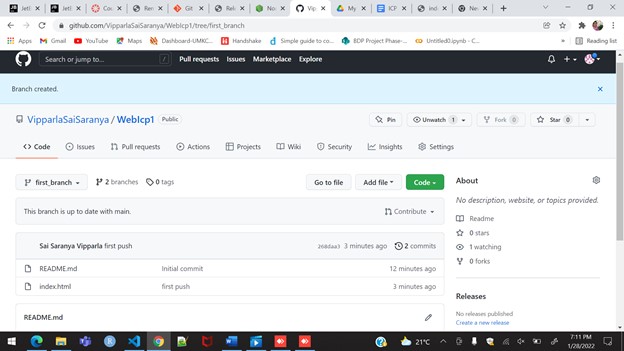 JetB
JetB
Cou
Rem
Git
Relo
No
Vip
My
ICP
ind
Ner
github.com/VipparlaSaiSaranya/WebIcp1/tree/first_branch
Apps
Gmail
YouTube
Maps
Dashboard-UMKC...
Handshake
Simple guide to co...
BDP Project Phase-...
Untitled0.ipynb - C...
»
Reading list
Search or jump to...
/
Pull requests
Issues
Marketplace
Explore
Branch created.
VipparlaSaiSaranya / WebIcp1
Public
Pin
Unwatch 1
Fork 0
Star 0
Code
Issues
Pull requests
Actions
Projects
Wiki
Security
Insights
Settings
first_branch
2 branches
0 tags
Go to file
Add file
Code
This branch is up to date with main.
Contribute
Sai Saranya Vipparla first push
268daa3 3 minutes ago
2 commits
README.md
Initial commit
12 minutes ago
index.html
first push
3 minutes ago
README.md
About
No description, website, or topics provided.
Readme
0 stars
1 watching
0 forks
Releases
No releases published
Create a new release
21°C
7:11 PM
1/28/2022